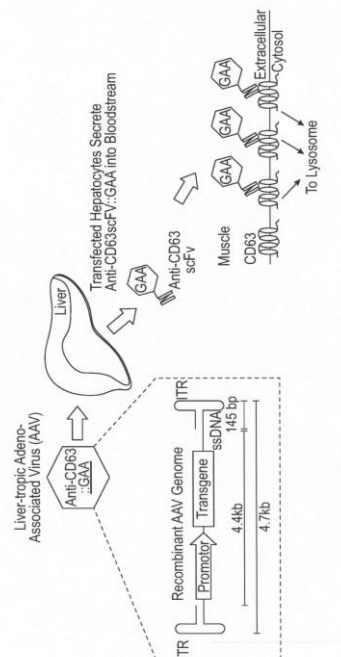 Liver-tropic Adeno-
Associated Virus (AAV)
Anti-CD63
::GAA
Liver
Transfected Hepatocytes Secrete
Anti-CD63scFV::GAA into Bloodstream
GAA
Anti-CD63
scFv
Recombinant AAV Genome
ITR
Promotor
Transgene
ITR
ssDNA
145 bp
4.4kb
4.7kb
GAA
GAA
GAA
Muscle
CD63
Extracellular
Cytosol
To Lysosome